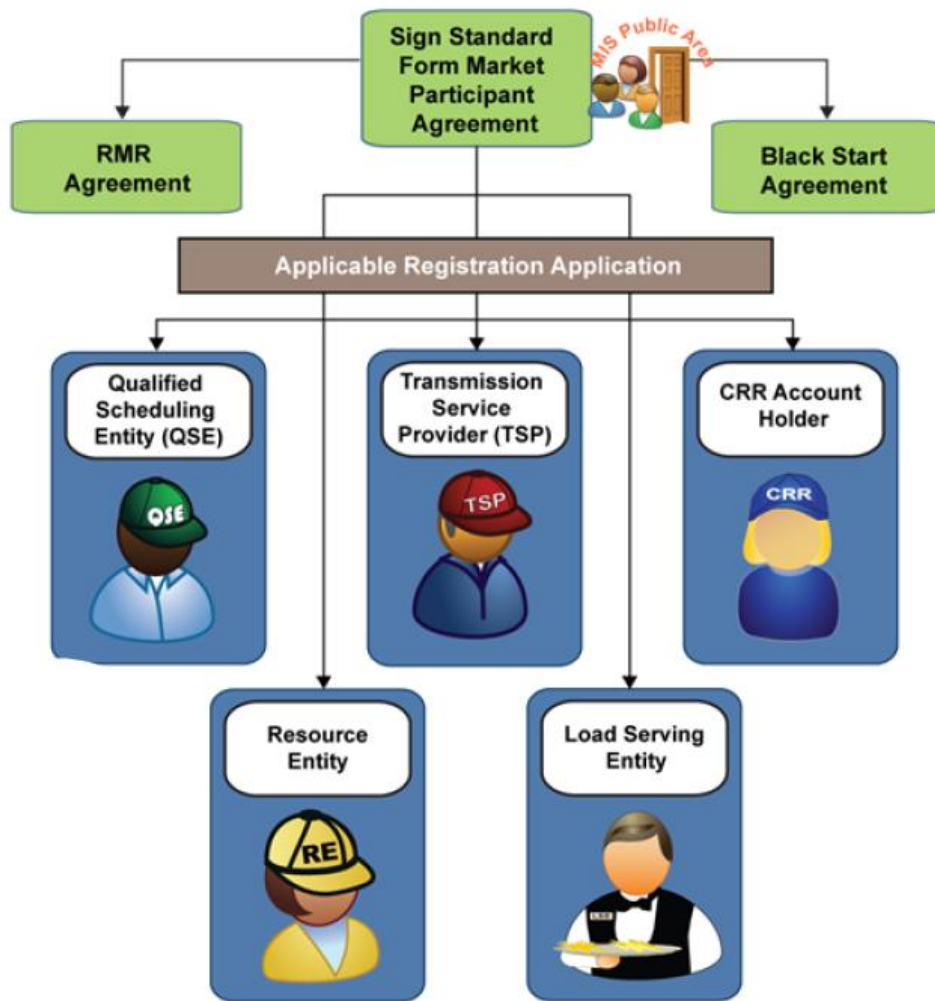 Sign Standard
Form Market
Participant
Agreement
MIS Public Area
RMR
Agreement
Black Start
Agreement
Applicable Registration Application
Qualified
Scheduling
Entity (QSE)
Transmission
Service
Provider (TSP)
CRR Account
Holder
QSE
TSP
CRR
Resource
Entity
Load Serving
Entity
RE
LSE